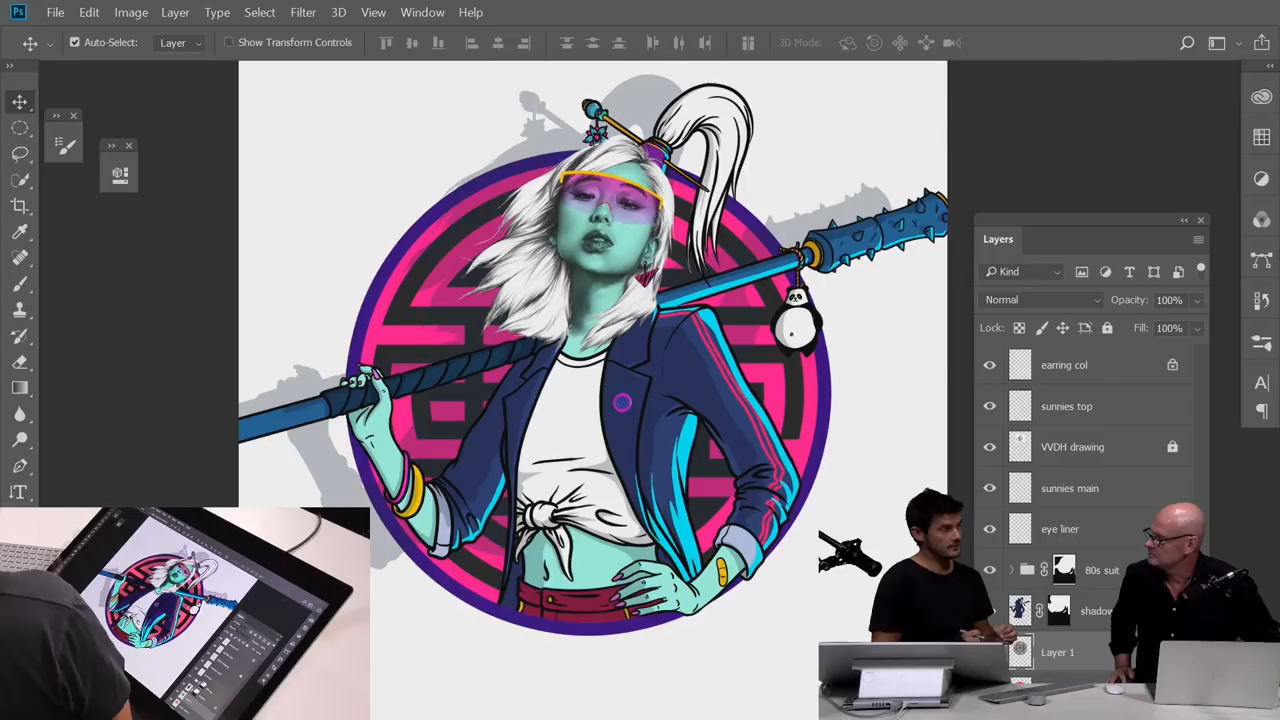 Ps File Edit Image Layer Type Select Filter 3D View Window Help
Auto-Select: Layer Show Transform Controls 3D Mode:
Layers
Kind
Normal Opacity: 100%
Lock: Fill: 100%
earring col
sunnies top
VVDH drawing
sunnies main
eye liner
80s suit
shadow
Layer 1